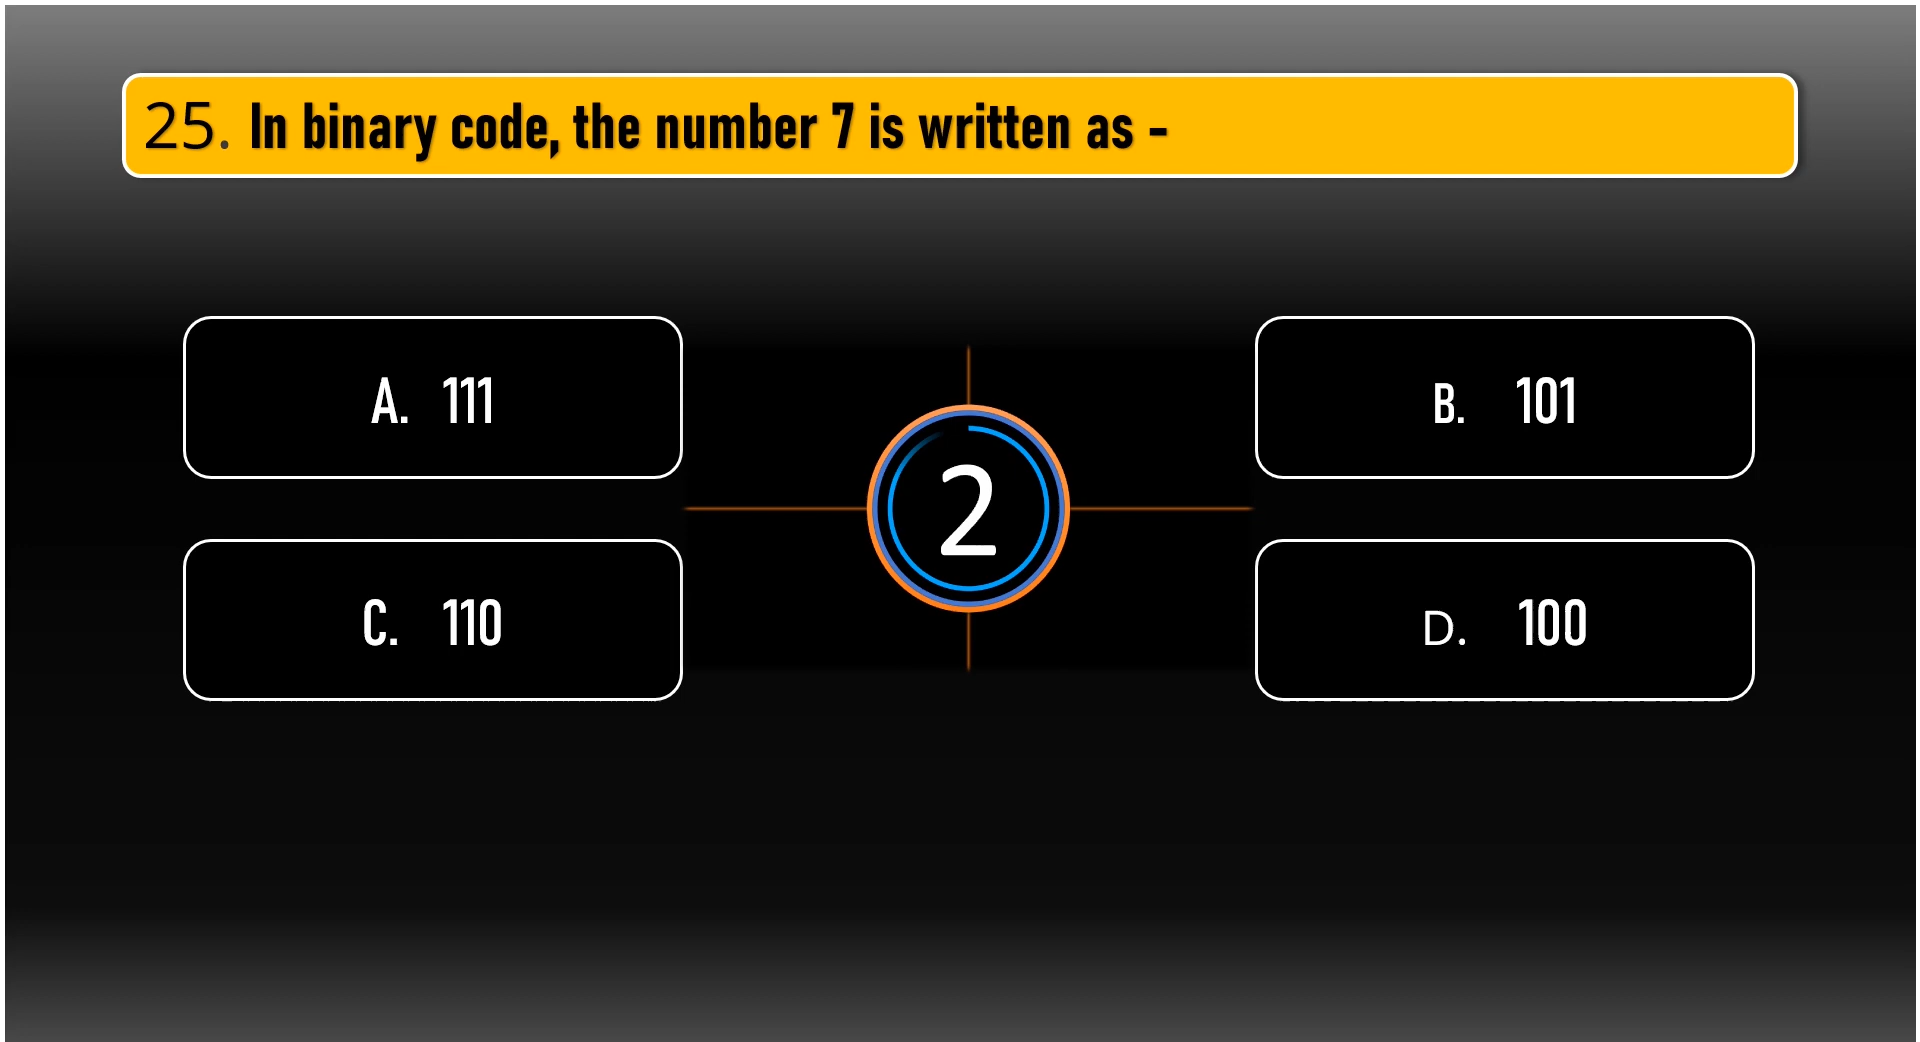 25. In binary code, the number 7 is written as -
A. 111
B. 101
2
C. 110
D. 100